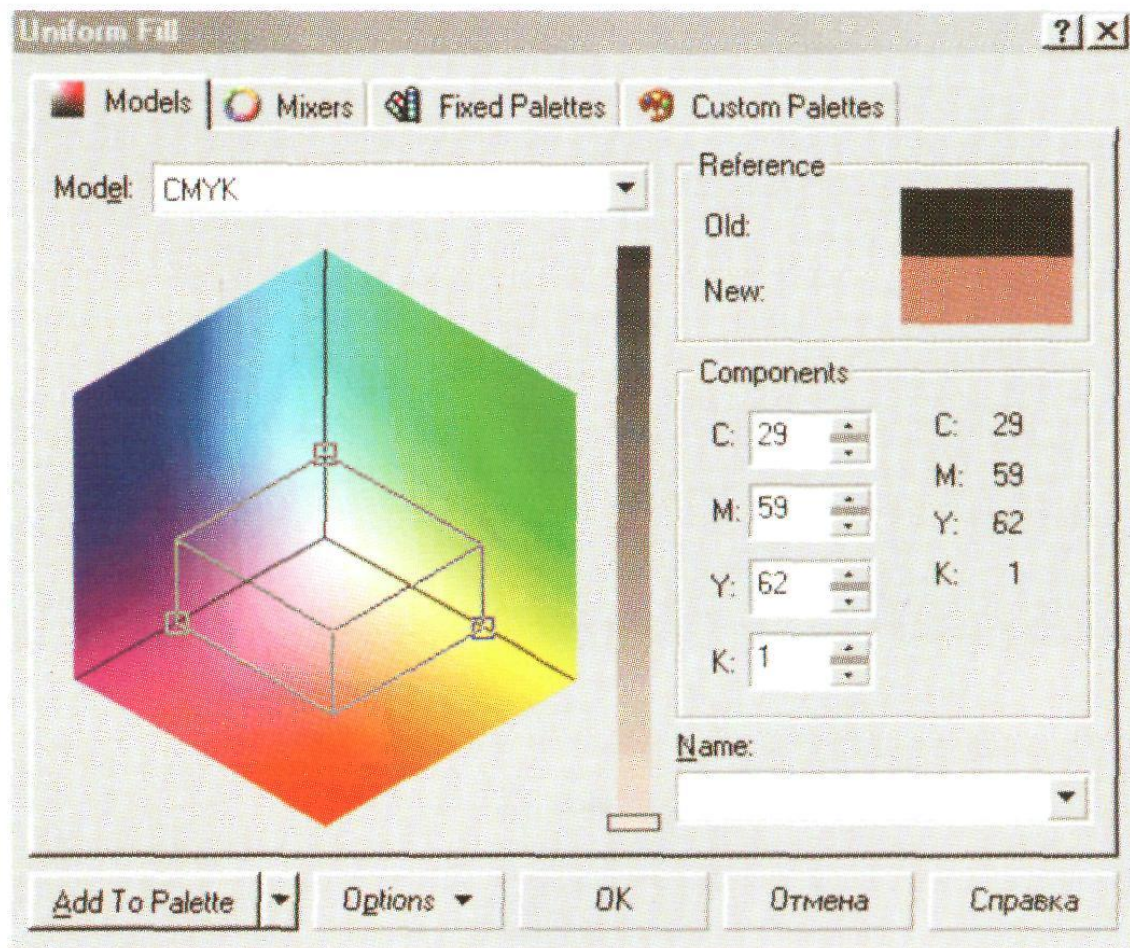 Uniform Fill
Models Mixers Fixed Palettes Custom Palettes
Model: CMYK
Reference
Old:
New:
Components
C: 29 C: 29
M: 59 M: 59
Y: 62 Y: 62
K: 1 K: 1
Name:
Add To Palette Options OK Отмена Справка